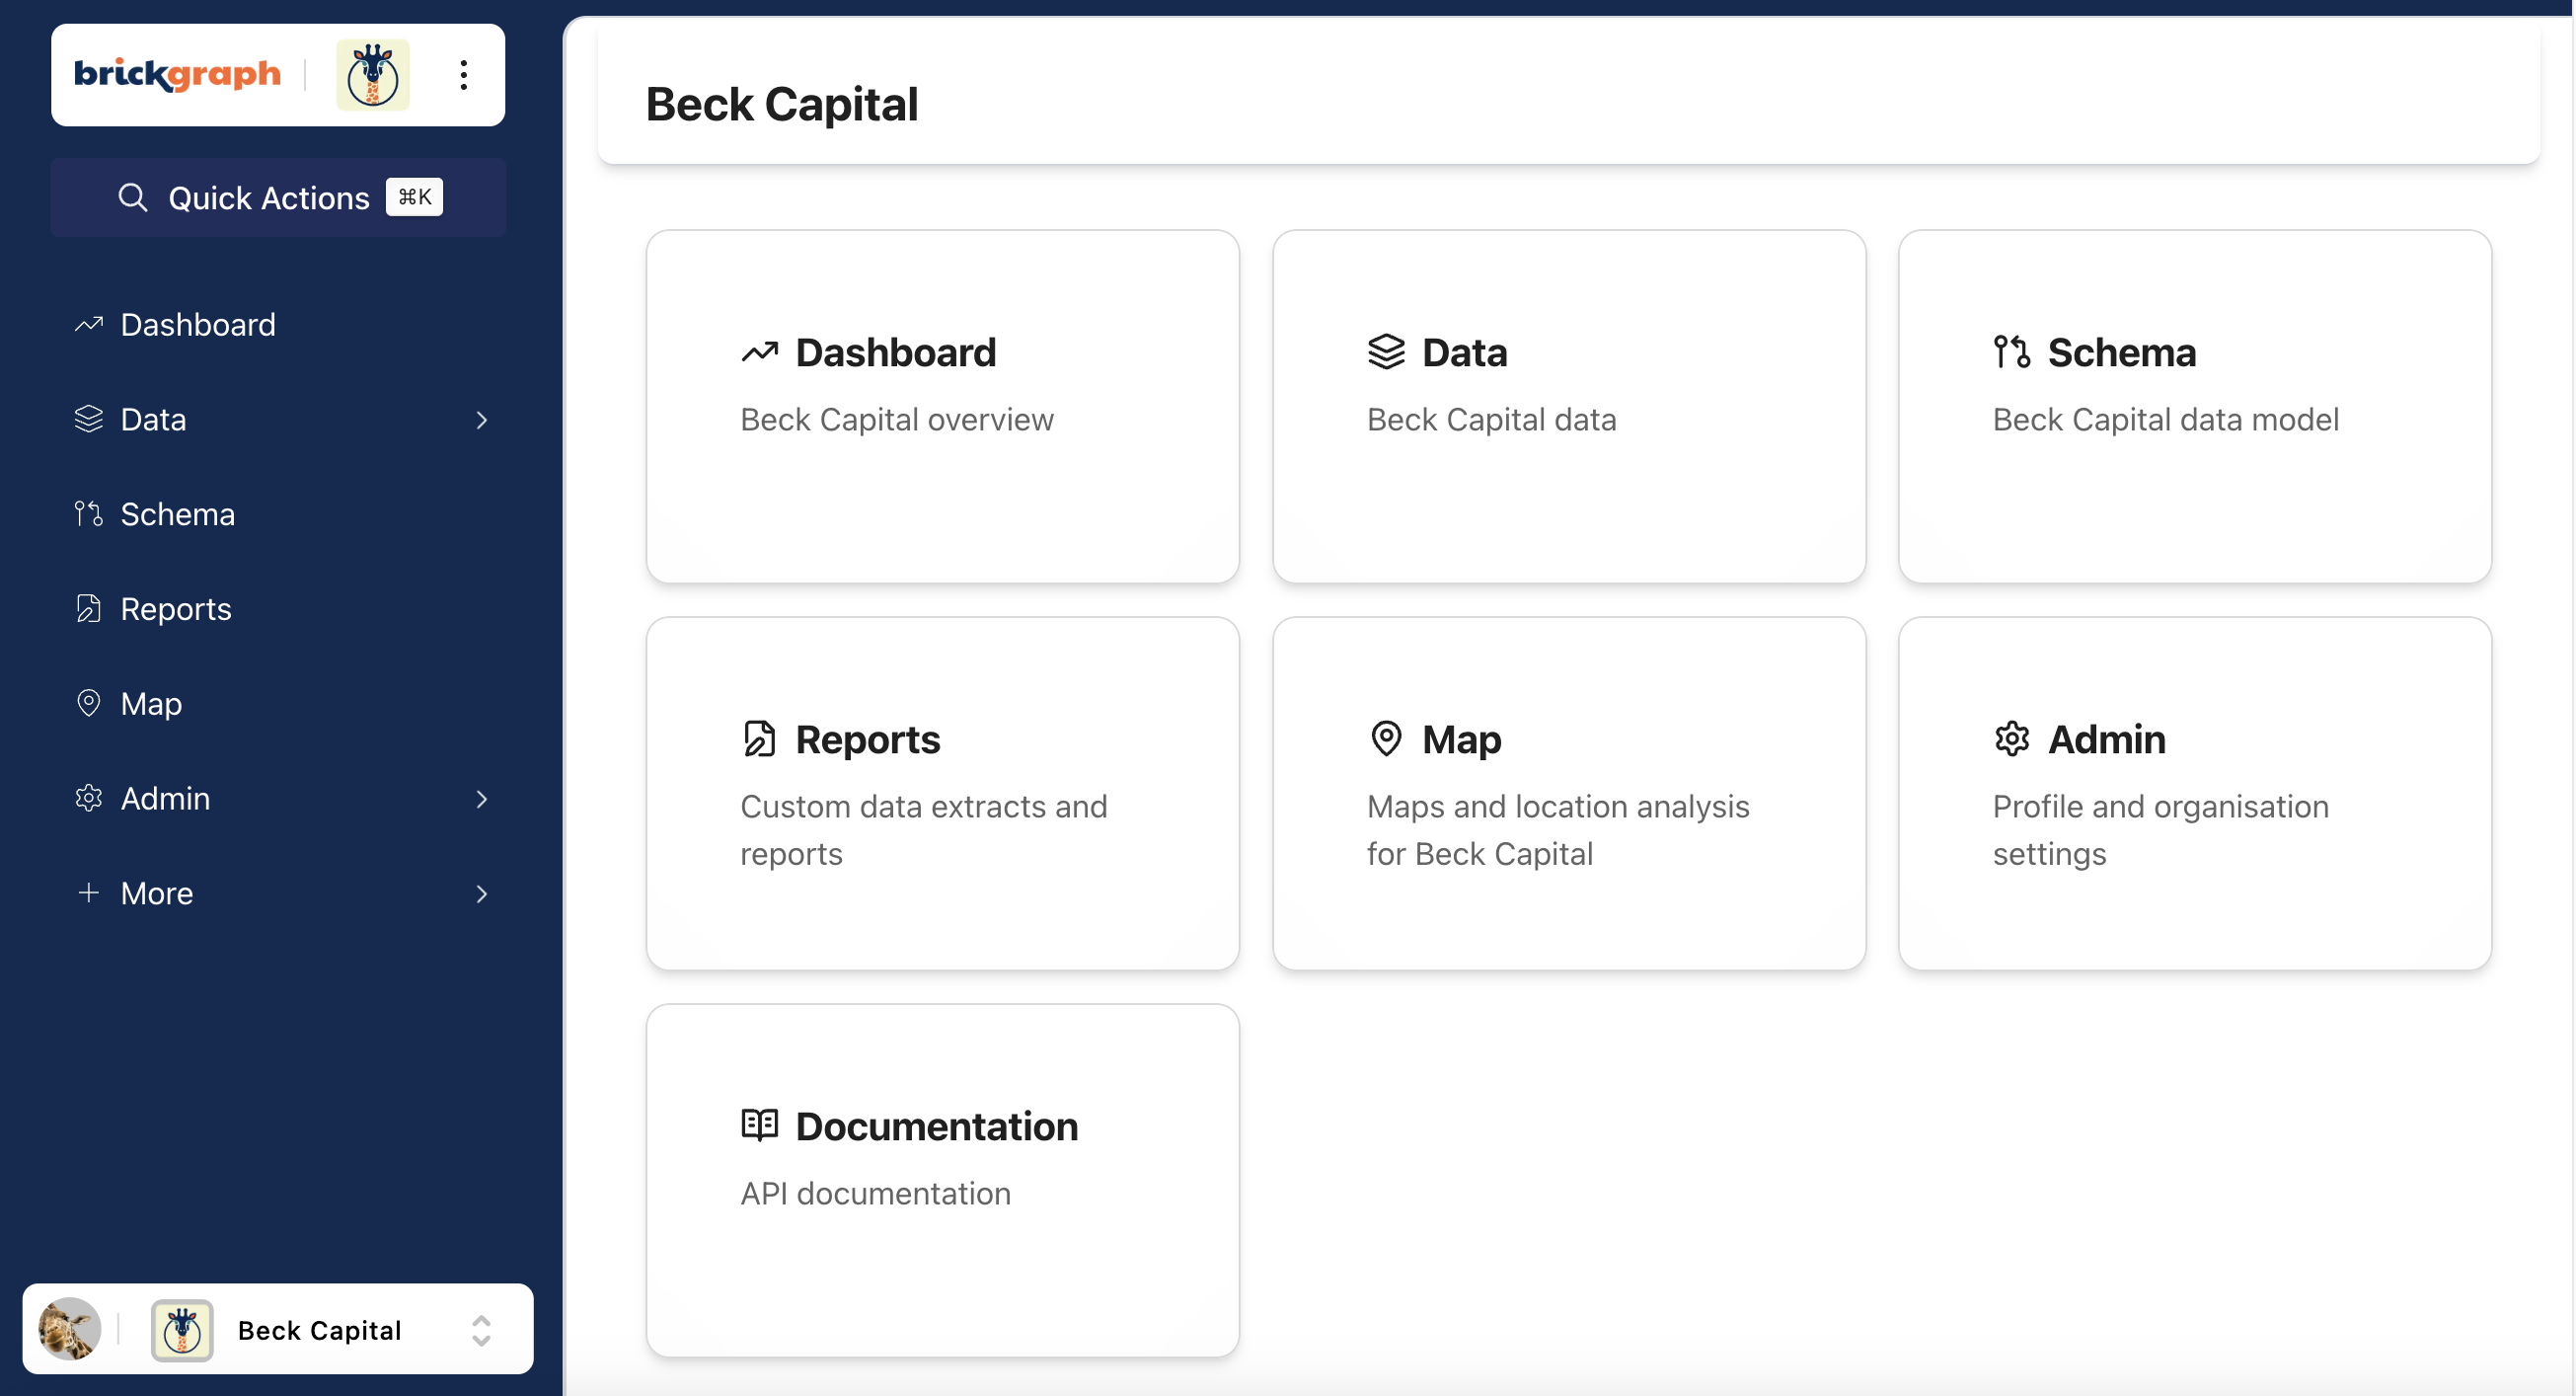 brickgraph
Quick Actions ⌘K
Dashboard
Data
Schema
Reports
Map
Admin
More
Beck Capital
Beck Capital
Dashboard
Beck Capital overview
Data
Beck Capital data
Schema
Beck Capital data model
Reports
Custom data extracts and
reports
Map
Maps and location analysis
for Beck Capital
Admin
Profile and organisation
settings
Documentation
API documentation